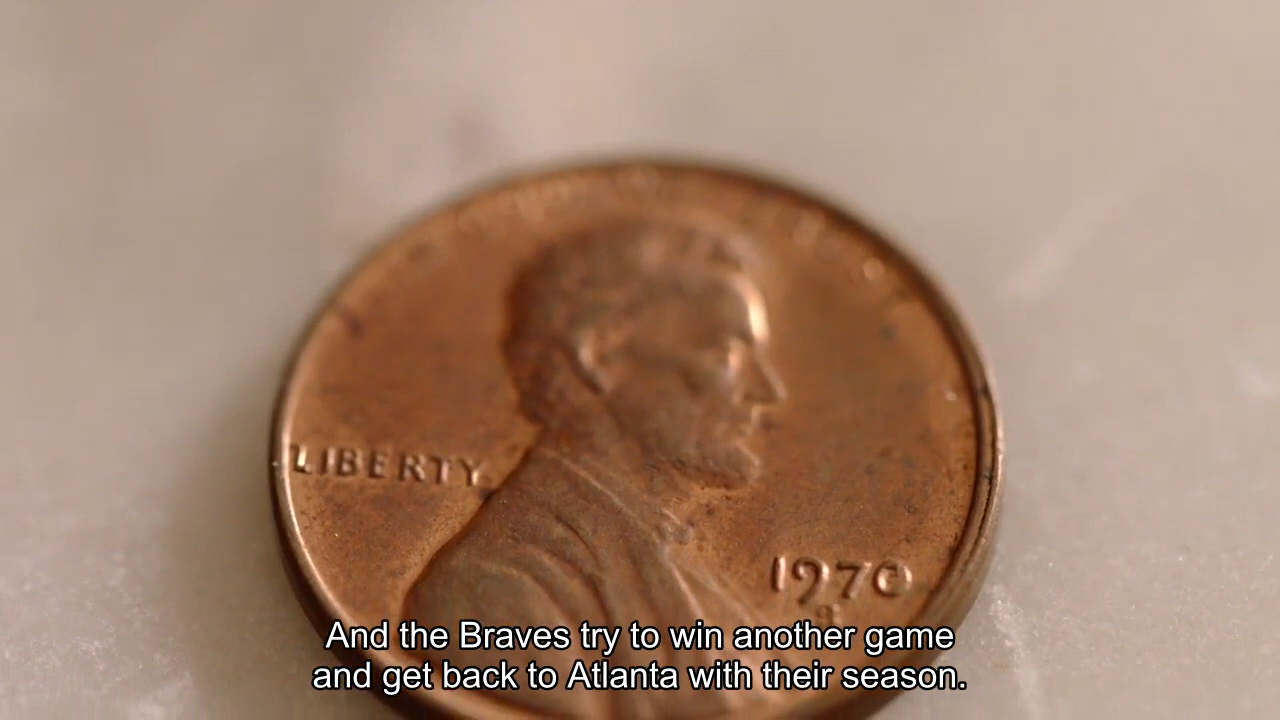 LIBERTY
1970
And the Braves try to win another game
and get back to Atlanta with their season.